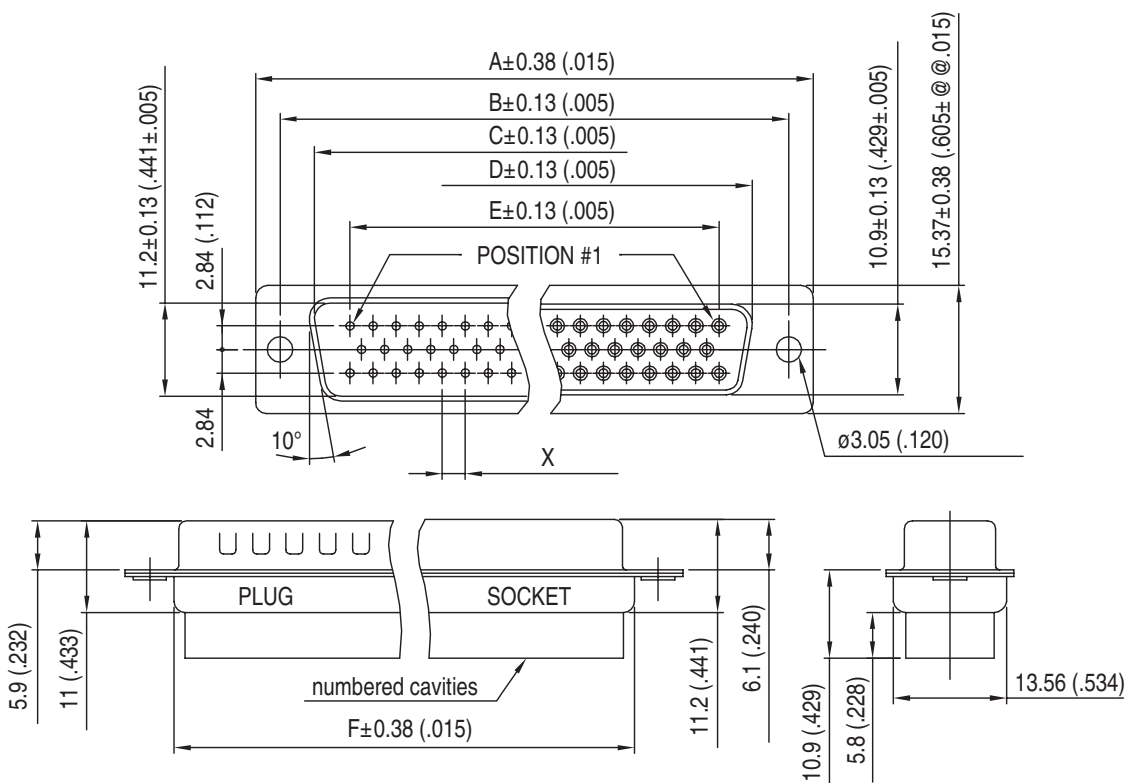 A±0.38 (.015)
B±0.13 (.005)
C±0.13 (.005)
D±0.13 (.005)
E±0.13 (.005)
POSITION #1
11.2±0.13 (.441±.005)
2.84 (.112)
2.84
10°
X
10.9±0.13 (.429±.005)
15.37±0.38 (.605± @ @.015)
ø3.05 (.120)
PLUG
SOCKET
numbered cavities
F±0.38 (.015)
5.9 (.232)
11 (.433)
11.2 (.441)
6.1 (.240)
10.9 (.429)
5.8 (.228)
13.56 (.534)